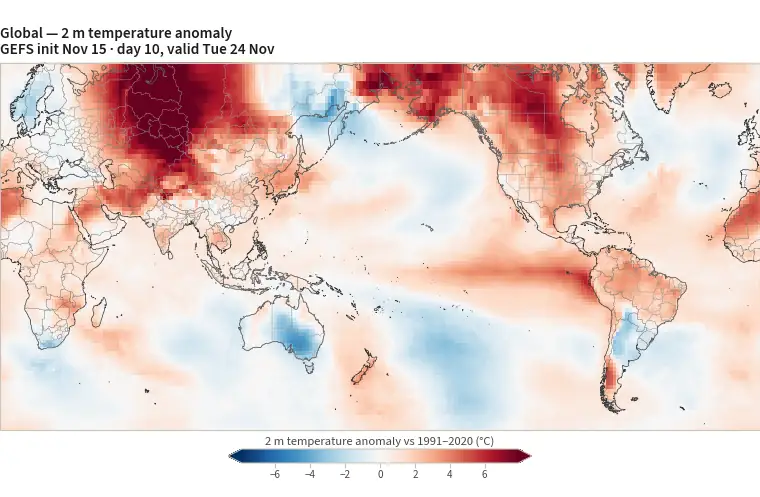 Global — 2 m temperature anomaly
GEFS init Nov 15 · day 10, valid Tue 24 Nov
2 m temperature anomaly vs 1991–2020 (°C)
−6 −4 −2 0 2 4 6